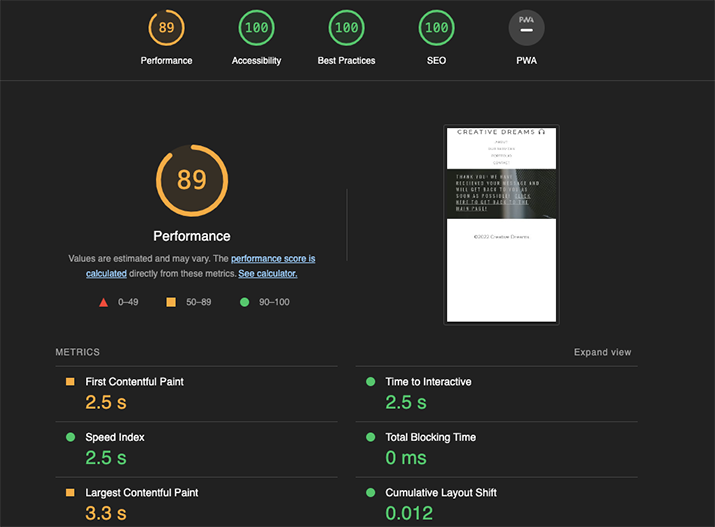 89
100
100
100
PWA
Performance
Accessibility
Best Practices
SEO
PWA
89
Performance
Values are estimated and may vary. The performance score is
calculated directly from these metrics. See calculator.
0–49
50–89
90–100
CREATIVE DREAMS
ABOUT
OUR SERVICES
PORTFOLIO
CONTACT
THANK YOU! WE HAVE
RECIEVED YOUR MESSAGE AND
WILL GET BACK TO YOU AS
SOON AS POSSIBLE! CLICK
HERE TO GET BACK TO THE
MAIN PAGE!
©2022 Creative Dreams
METRICS
Expand view
First Contentful Paint
2.5 s
Time to Interactive
2.5 s
Speed Index
2.5 s
Total Blocking Time
0 ms
Largest Contentful Paint
3.3 s
Cumulative Layout Shift
0.012